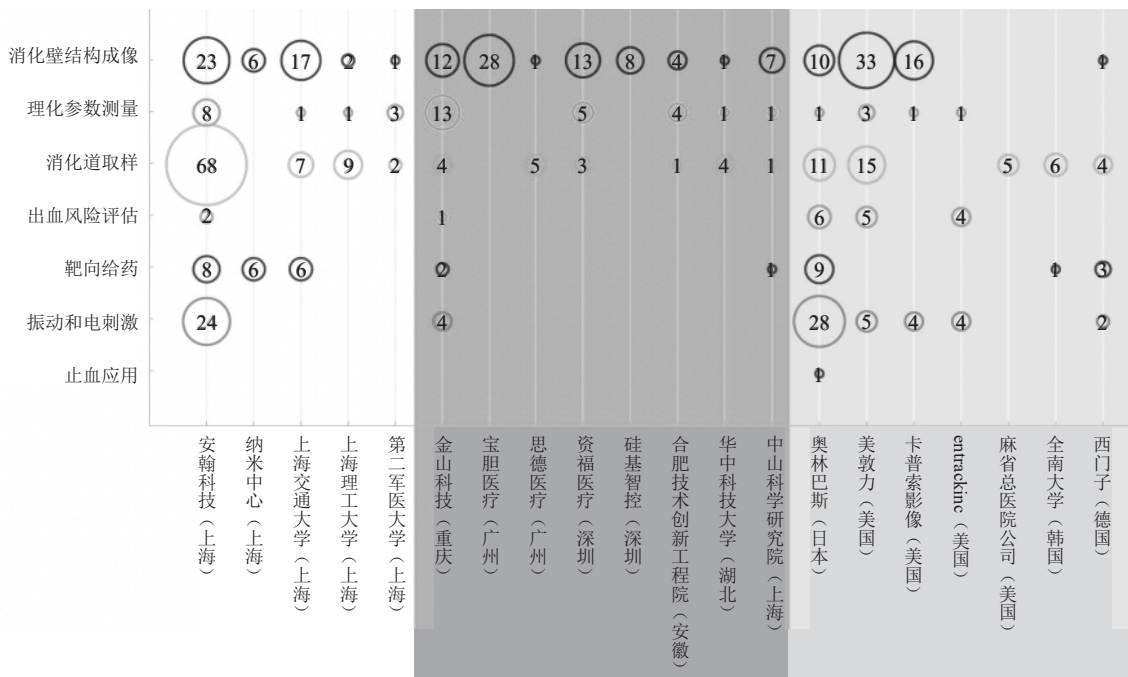 消化壁结构成像 23 6 17 2 1 12 28 1 13 8 4 1 7 10 33 16 1
理化参数测量 8 1 1 3 13 5 4 1 1 1 3 1 1
消化道取样 68 7 9 2 4 5 3 1 4 1 11 15 5 6 4
出血风险评估 2 1 6 5 4
靶向给药 8 6 6 2 1 9 1 3
振动和电刺激 24 4 28 5 4 4 2
止血应用 1
安翰科技（上海）
纳米中心（上海）
上海交通大学（上海）
上海理工大学（上海）
第二军医大学（上海）
金山科技（重庆）
宝胆医疗（广州）
思德医疗（广州）
资福医疗（深圳）
硅基智控（深圳）
合肥技术创新工程院（安徽）
华中科技大学（湖北）
中山科学研究院（上海）
奥林巴斯（日本）
美敦力（美国）
卡普索影像（美国）
entrackinc（美国）
麻省总医院公司（美国）
全南大学（韩国）
西门子（德国）